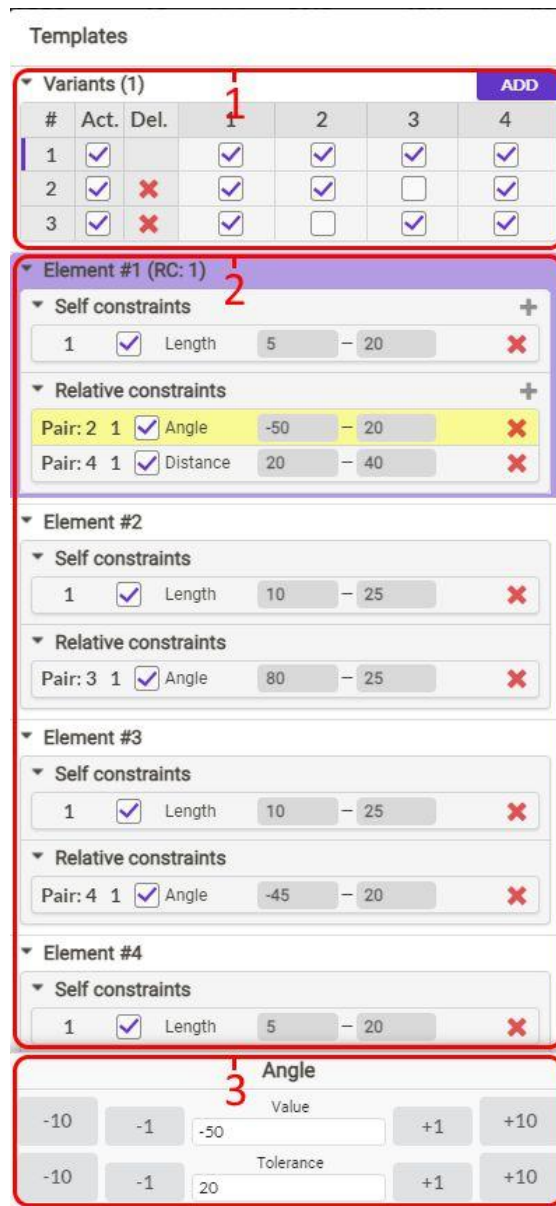 Templates
Variants (1) ADD
# Act. Del. 1 2 3 4
1
1
2
3
Element #1 (RC: 1)
2
Self constraints +
1 Length 5 – 20
Relative constraints +
Pair: 2 1 Angle -50 – 20
Pair: 4 1 Distance 20 – 40
Element #2
Self constraints
1 Length 10 – 25
Relative constraints
Pair: 3 1 Angle 80 – 25
Element #3
Self constraints
1 Length 10 – 25
Relative constraints
Pair: 4 1 Angle -45 – 20
Element #4
Self constraints
1 Length 5 – 20
Angle
3
Value
-10 -1 -50 +1 +10
Tolerance
-10 -1 20 +1 +10